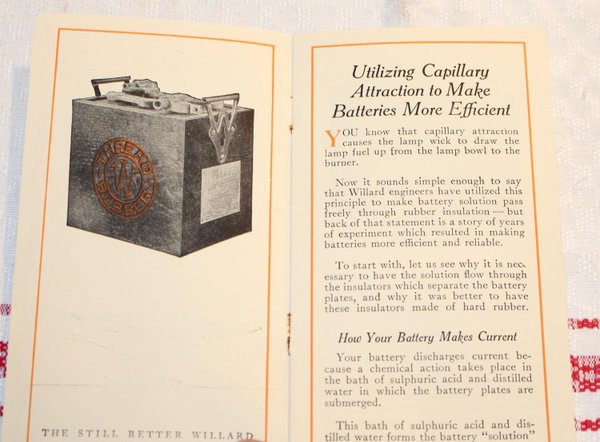 THREAD
W
RUBBER
THE STILL BETTER WILLARD
Utilizing Capillary
Attraction to Make
Batteries More Efficient
YOU know that capillary attraction
causes the lamp wick to draw the
lamp fuel up from the lamp bowl to the
burner.
Now it sounds simple enough to say
that Willard engineers have utilized this
principle to make battery solution pass
freely through rubber insulation—but
back of that statement is a story of years
of experiment which resulted in making
batteries more efficient and reliable.
To start with, let us see why it is nec-
essary to have the solution flow through
the insulators which separate the battery
plates, and why it was better to have
these insulators made of hard rubber.
How Your Battery Makes Current
Your battery discharges current be-
cause a chemical action takes place in
the bath of sulphuric acid and distilled
water in which the battery plates are
submerged.
This bath of sulphuric acid and dis-
tilled water forms the battery "solution"